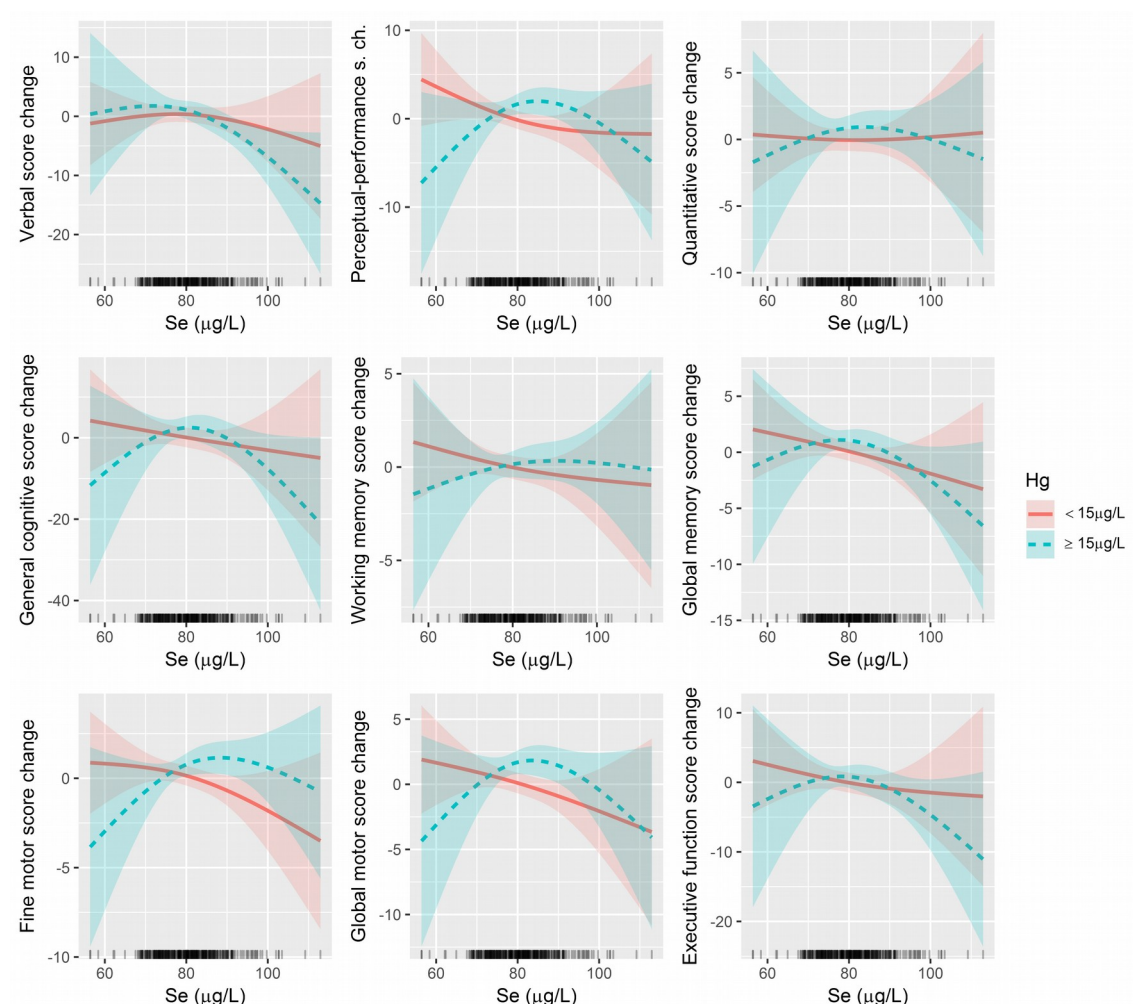 Verbal score change
10
0
-10
-20
60
80
100
Se (μg/L)
Perceptual-performance s. ch.
10
0
-10
60
80
100
Se (μg/L)
Quantitative score change
5
0
-5
-10
60
80
100
Se (μg/L)
General cognitive score change
0
-20
-40
60
80
100
Se (μg/L)
Working memory score change
5
0
-5
60
80
100
Se (μg/L)
Global memory score change
5
0
-5
-10
-15
60
80
100
Se (μg/L)
Hg
< 15μg/L
≥ 15μg/L
Fine motor score change
0
-5
-10
60
80
100
Se (μg/L)
Global motor score change
5
0
-5
-10
60
80
100
Se (μg/L)
Executive function score change
10
0
-10
-20
60
80
100
Se (μg/L)